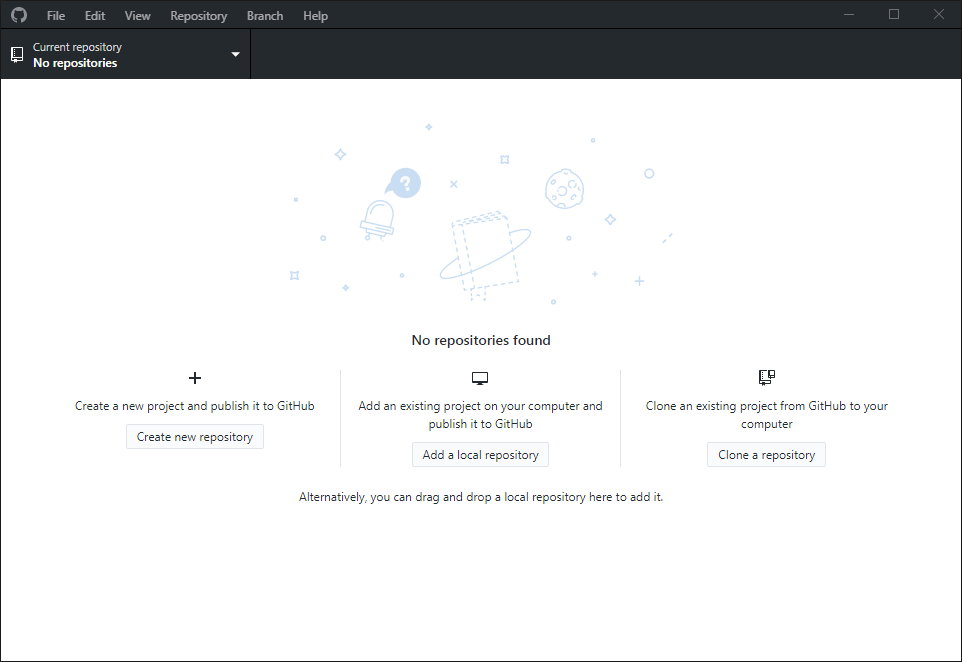 File Edit View Repository Branch Help
Current repository
No repositories
?
No repositories found
Create a new project and publish it to GitHub
Create new repository
Add an existing project on your computer and
publish it to GitHub
Add a local repository
Clone an existing project from GitHub to your
computer
Clone a repository
Alternatively, you can drag and drop a local repository here to add it.